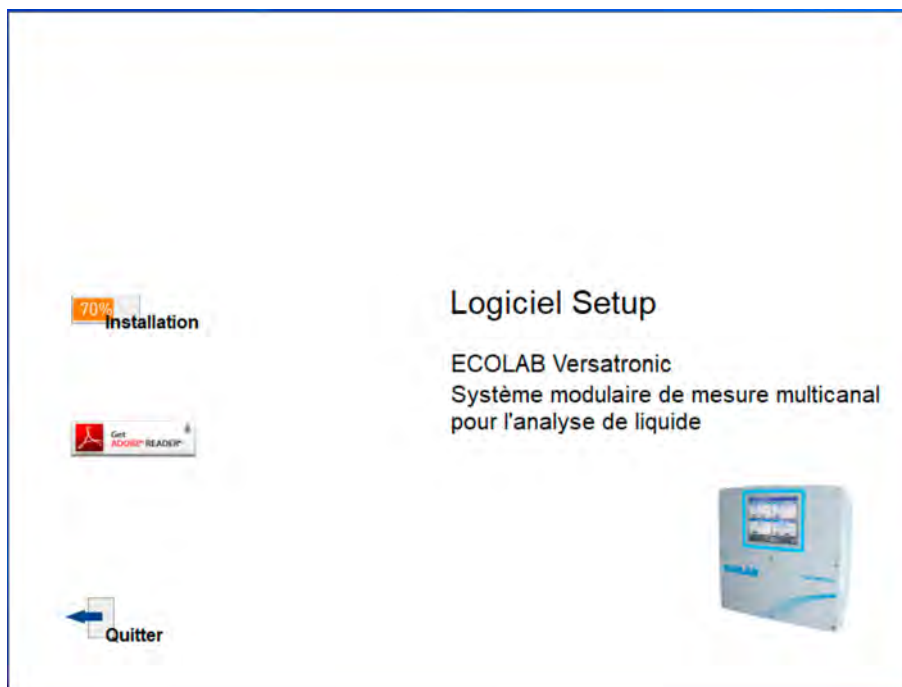 70%
Installation
Get
ADOBE® READER®
Quitter
Logiciel Setup
ECOLAB Versatronic
Système modulaire de mesure multicanal
pour l'analyse de liquide
ECOLAB